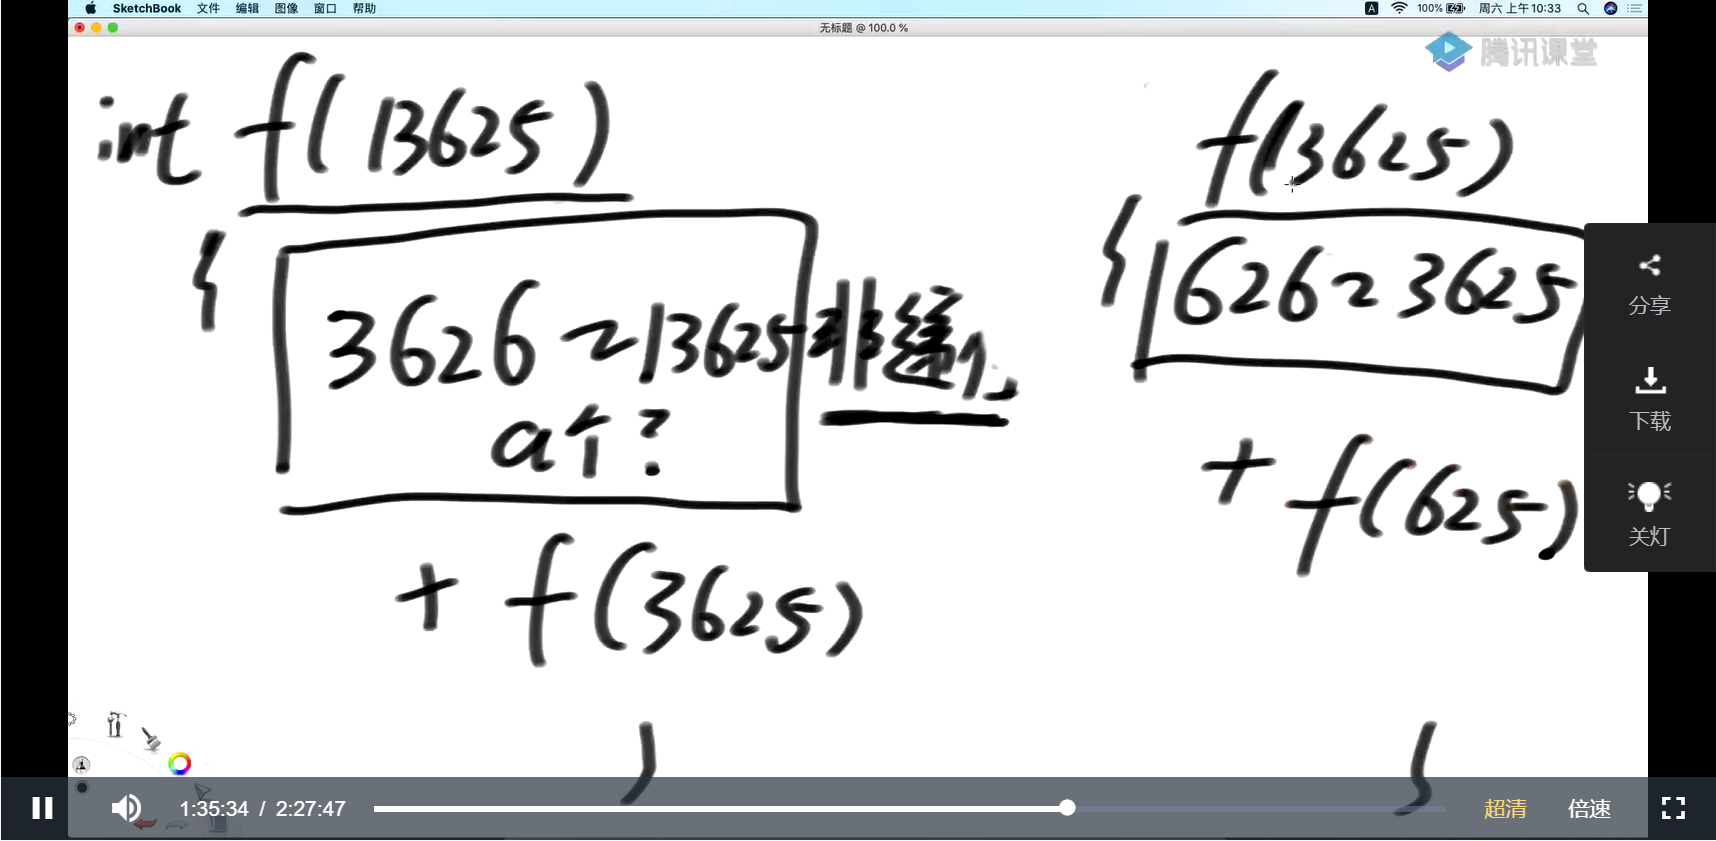 SketchBook 文件 编辑 图像 窗口 帮助
A 100% 周六 上午10:33
无标题 @ 100.0 %
腾讯课堂
int f(13625)
{
3626~13625
a个?
非递归
+ f(3625)
}
f(3625)
{
626~3625
+ f(625)
}
分享
下载
关灯
1:35:34 / 2:27:47
超清 倍速